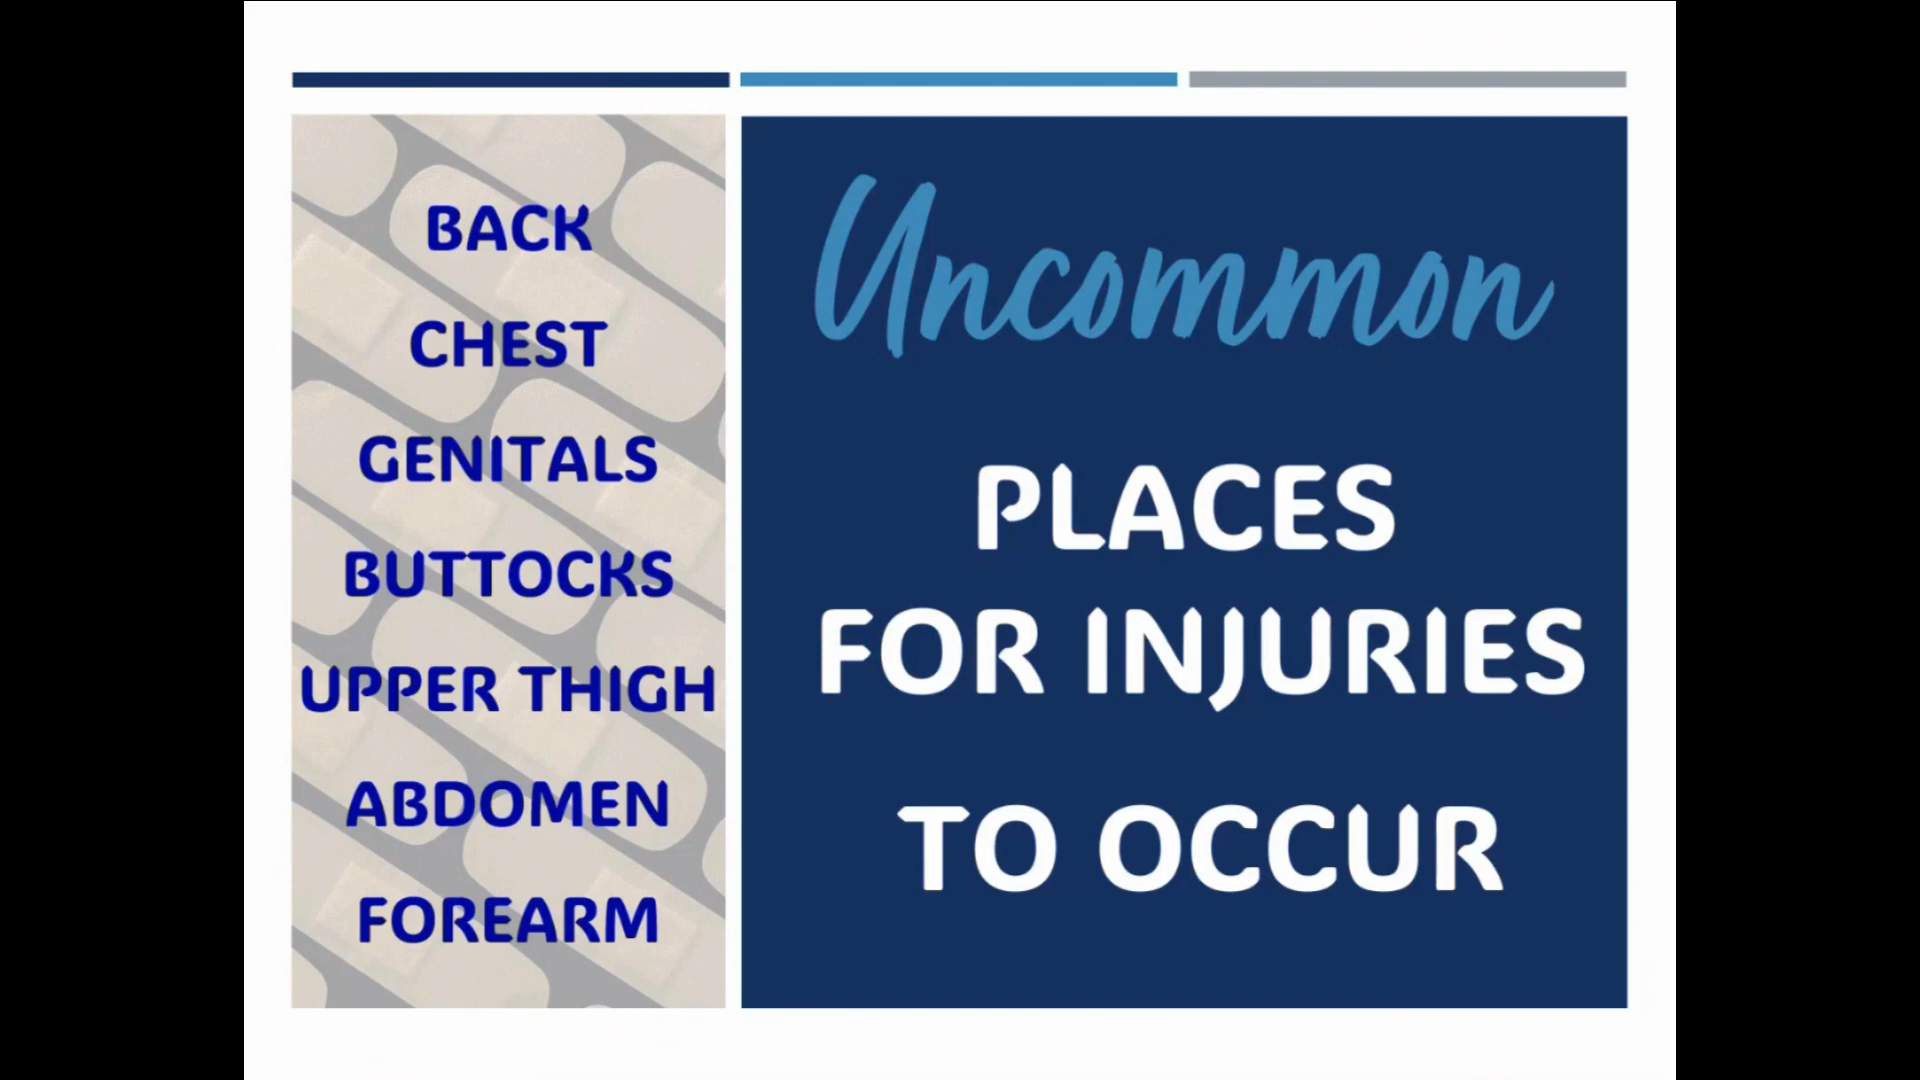 BACK
CHEST
GENITALS
BUTTOCKS
UPPER THIGH
ABDOMEN
FOREARM
Uncommon
PLACES
FOR INJURIES
TO OCCUR